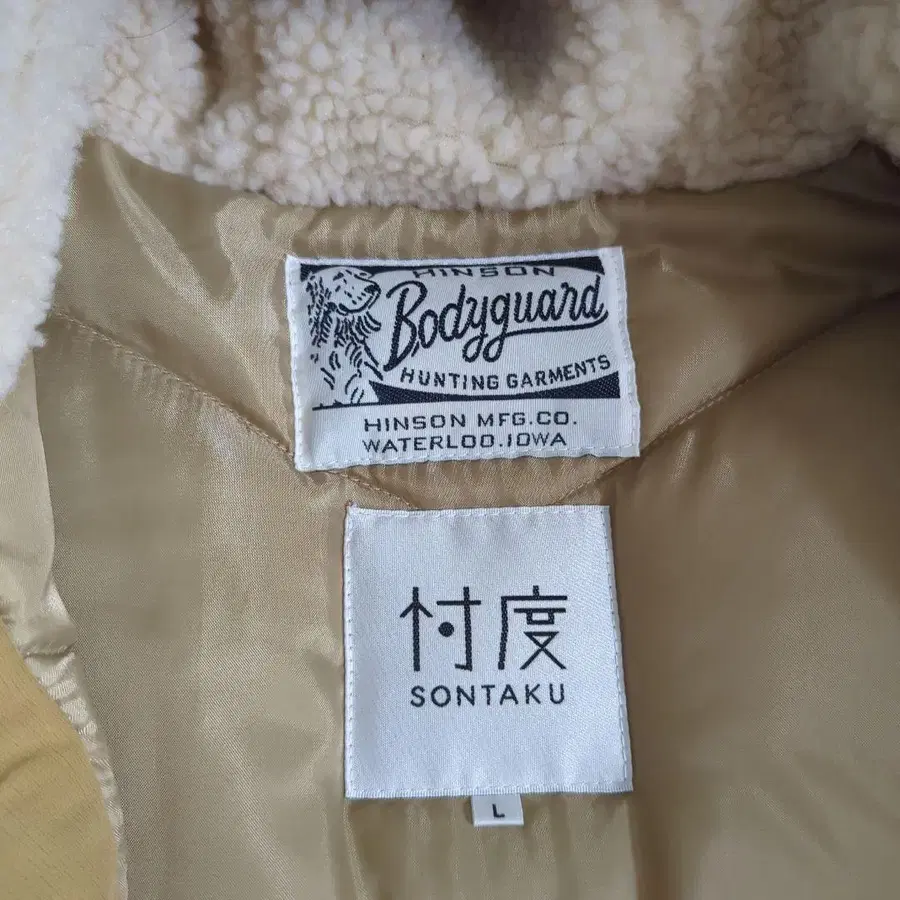 HINSON
Bodyguard
HUNTING GARMENTS
HINSON MFG.CO.
WATERLOO.IOWA
忖度
SONTAKU
L